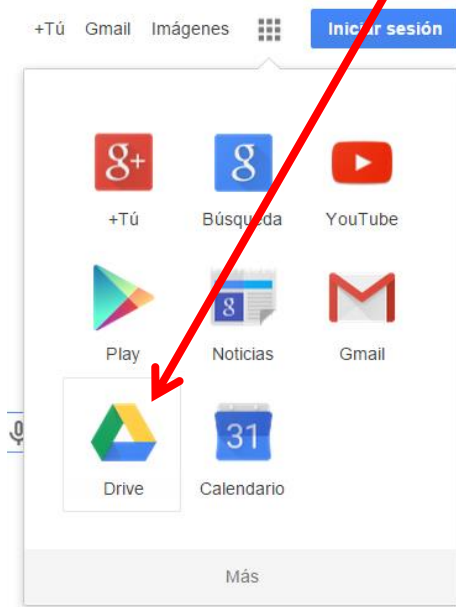 +Tú Gmail Imágenes Iniciar sesión
g+ g
+Tú Búsqueda YouTube
g
Play Noticias Gmail
31
Drive Calendario
Más